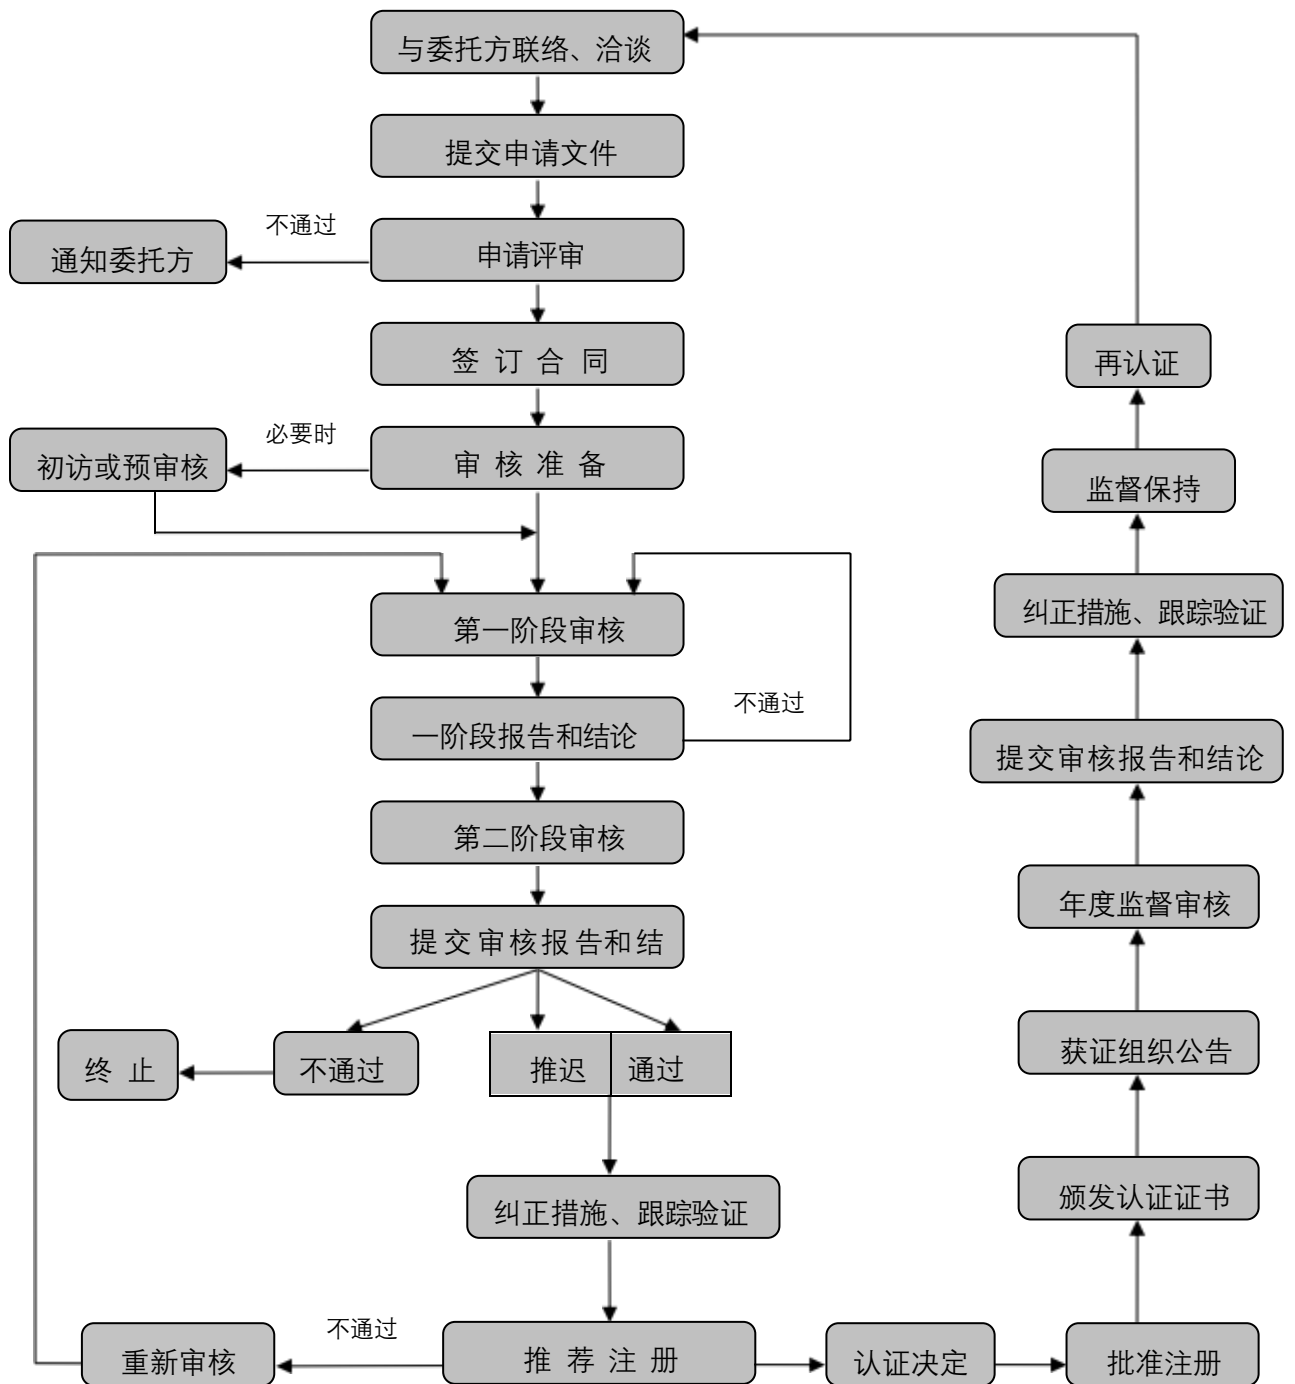 与委托方联络、洽谈
提交申请文件
不通过
通知委托方
申请评审
签 订 合 同
再认证
必要时
初访或预审核
审 核 准 备
监督保持
纠正措施、跟踪验证
第一阶段审核
不通过
一阶段报告和结论
提交审核报告和结论
第二阶段审核
年度监督审核
提交审核报告和结
获证组织公告
终 止
不通过
推迟
通过
纠正措施、跟踪验证
颁发认证证书
不通过
重新审核
推 荐 注 册
认证决定
批准注册